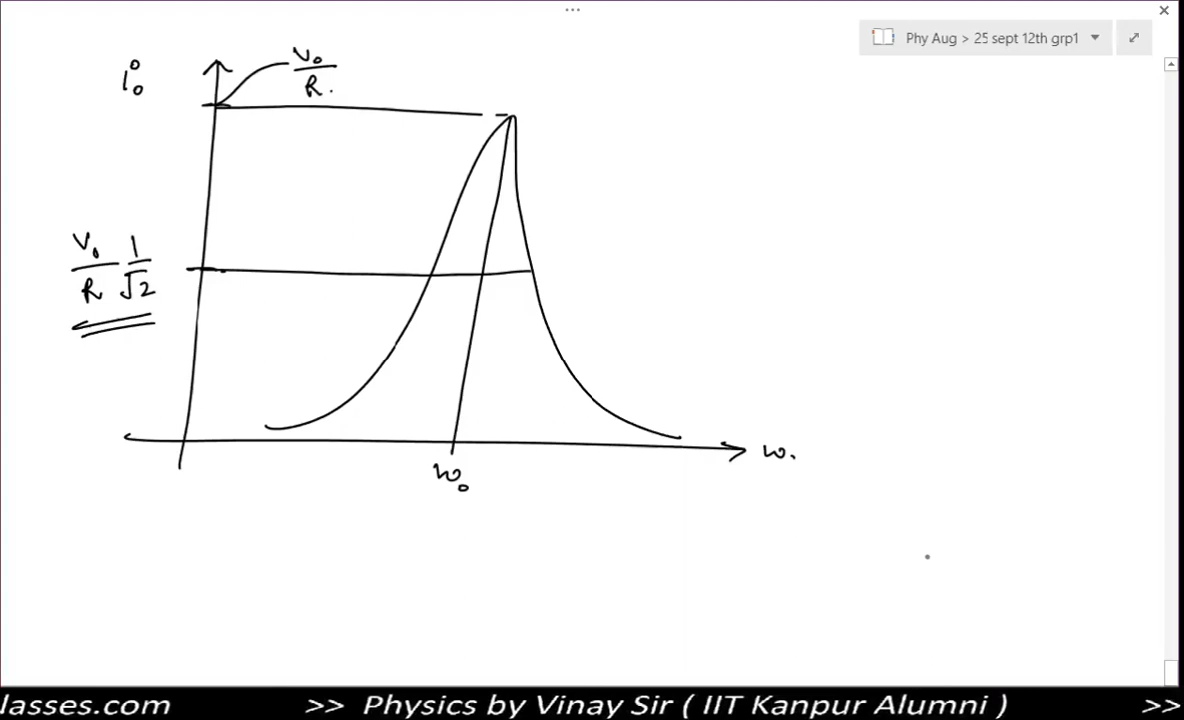 Phy Aug > 25 sept 12th grp1
i₀
V₀/R.
V₀/R 1/√2
ω₀
ω.
lasses.com >> Physics by Vinay Sir ( IIT Kanpur Alumni ) >>